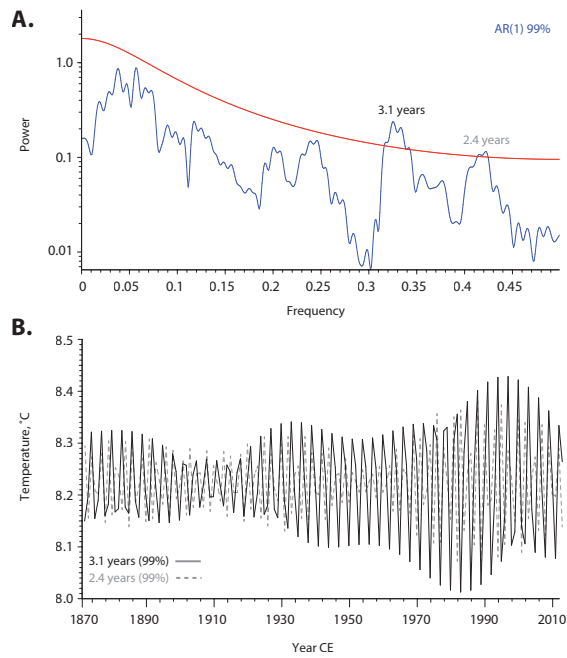 A.
AR(1) 99%
1.0
0.1
0.01
Power
3.1 years
2.4 years
0 0.05 0.1 0.15 0.2 0.25 0.3 0.35 0.4 0.45
Frequency
B.
8.5
8.4
8.3
8.2
8.1
8.0
Temperature, °C
3.1 years (99%)
2.4 years (99%)
1870 1890 1910 1930 1950 1970 1990 2010
Year CE